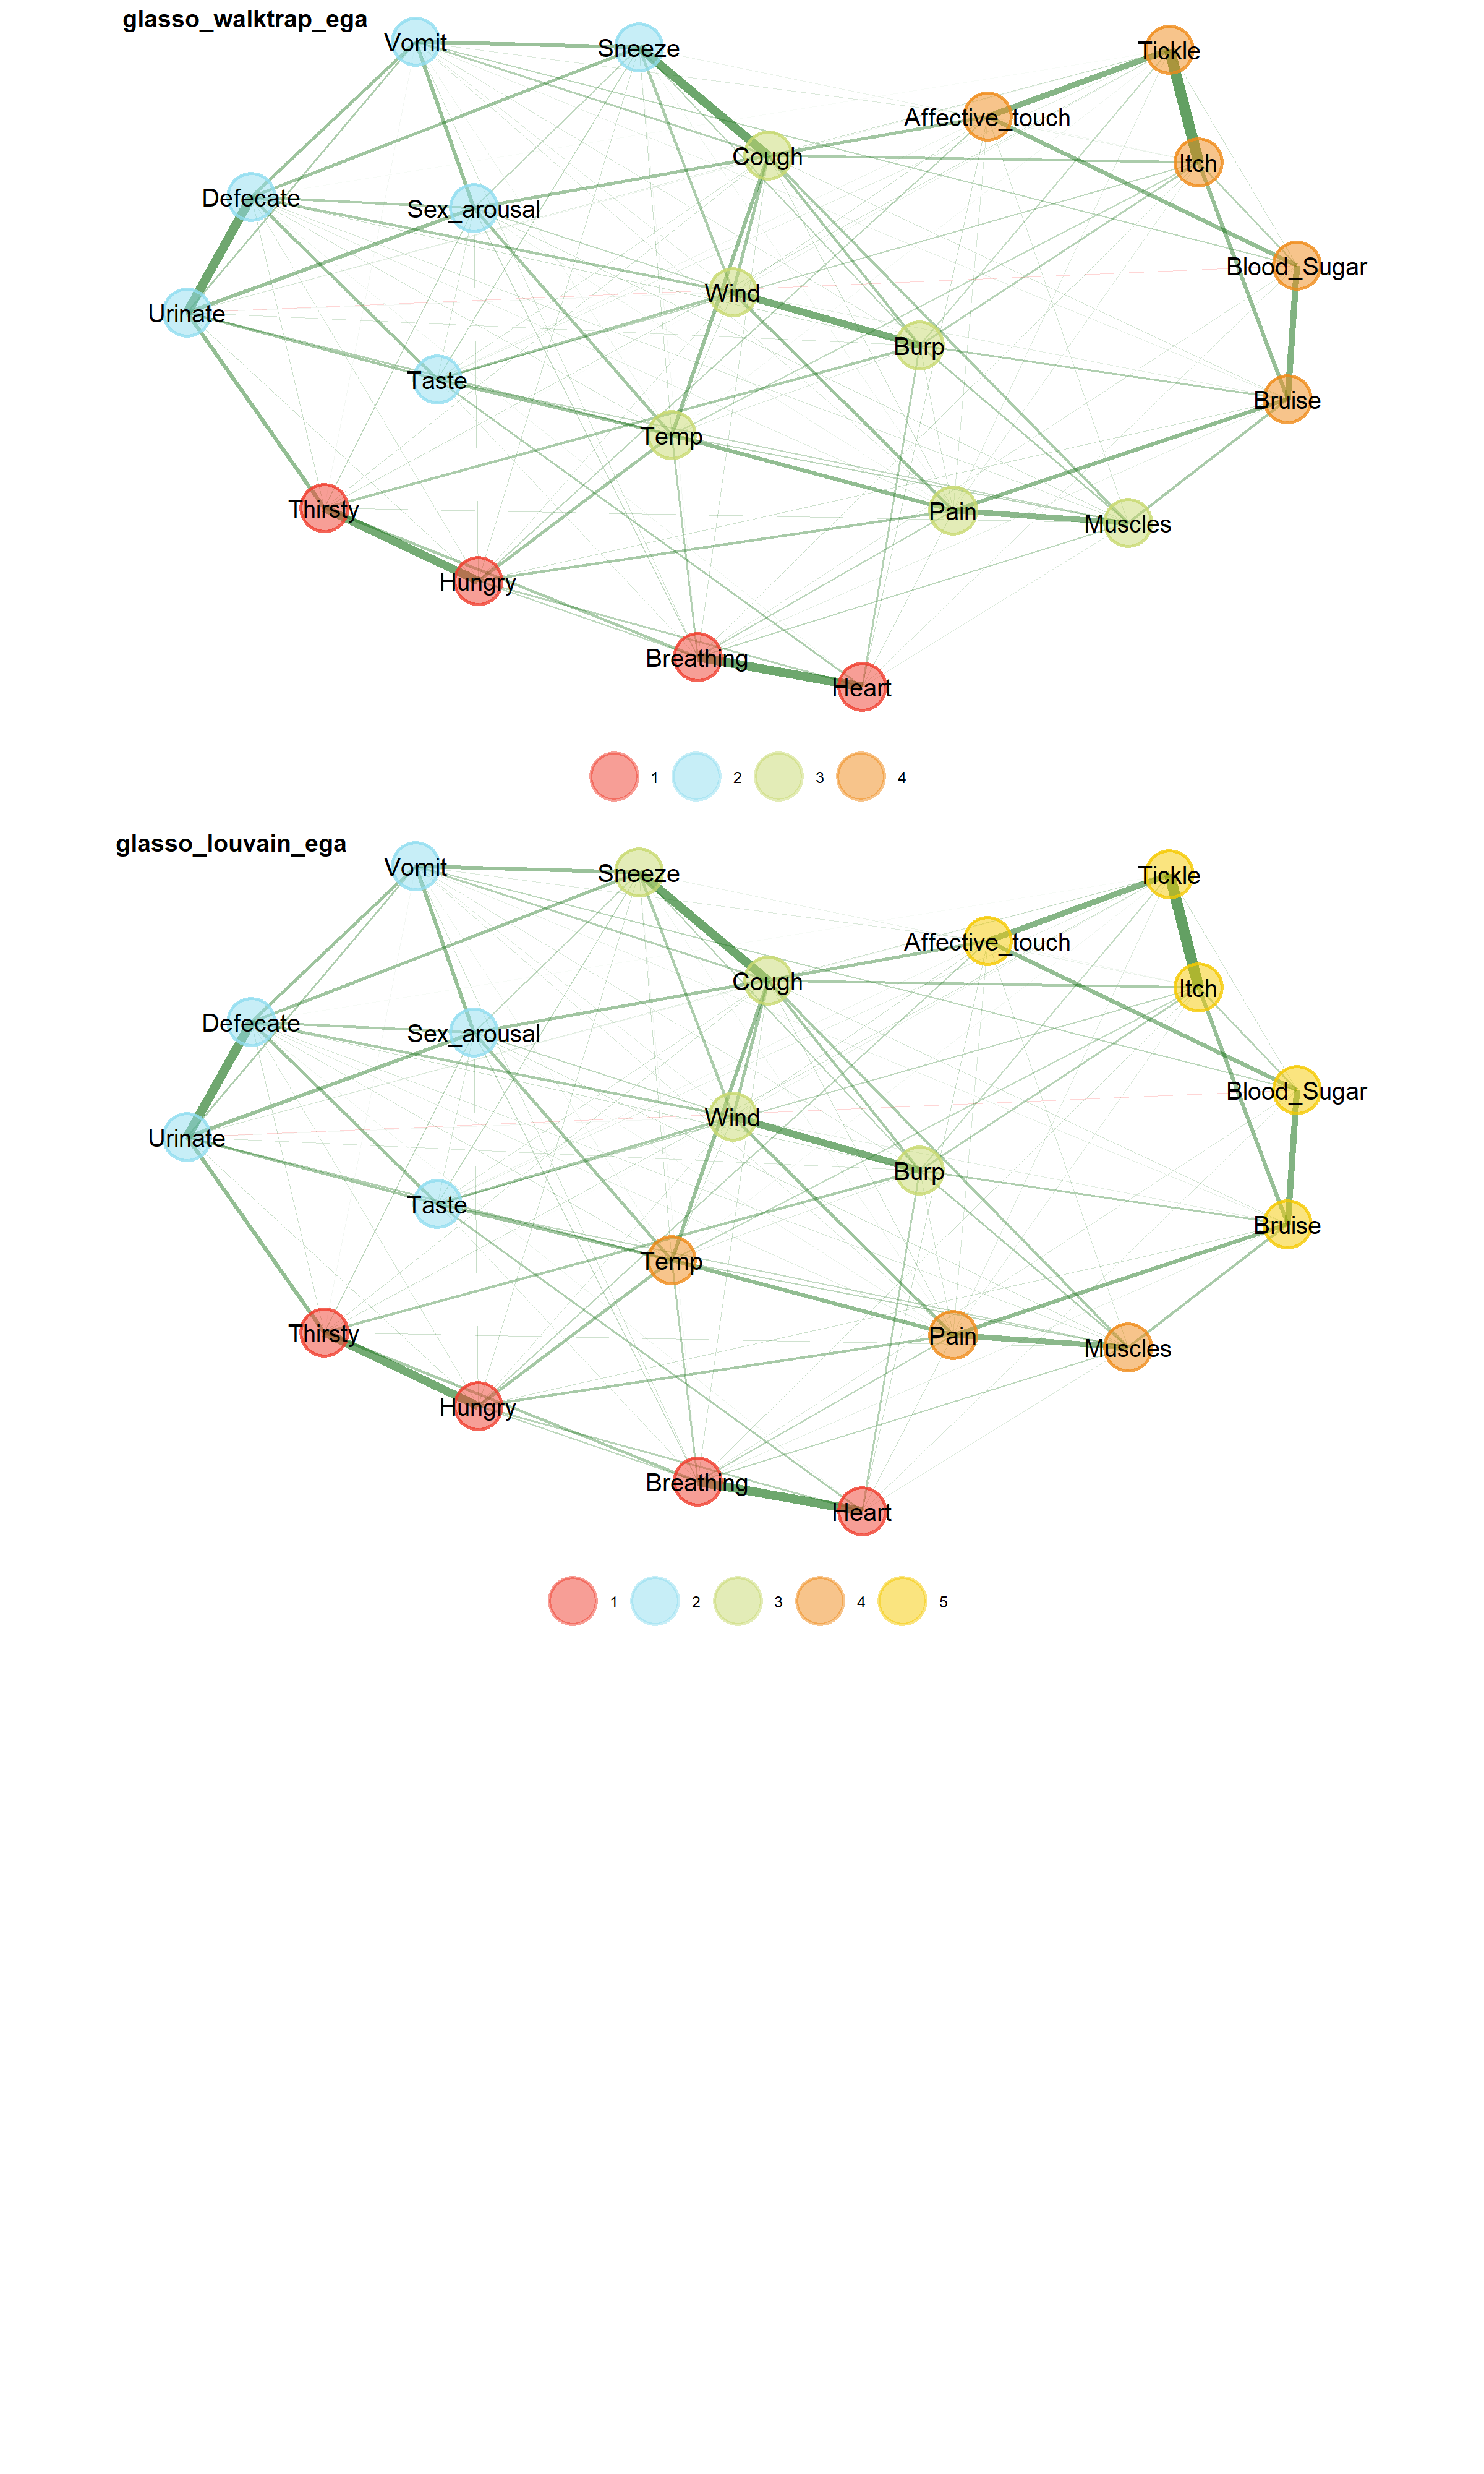 glasso_walktrap_ega
Vomit
Sneeze
Tickle
Affective_touch
Cough
Itch
Defecate
Sex_arousal
Blood_Sugar
Wind
Urinate
Burp
Taste
Bruise
Temp
Thirsty
Pain
Muscles
Hungry
Breathing
Heart
1 2 3 4
glasso_louvain_ega
Vomit
Sneeze
Tickle
Affective_touch
Cough
Itch
Defecate
Sex_arousal
Blood_Sugar
Wind
Urinate
Burp
Taste
Bruise
Temp
Thirsty
Pain
Muscles
Hungry
Breathing
Heart
1 2 3 4 5